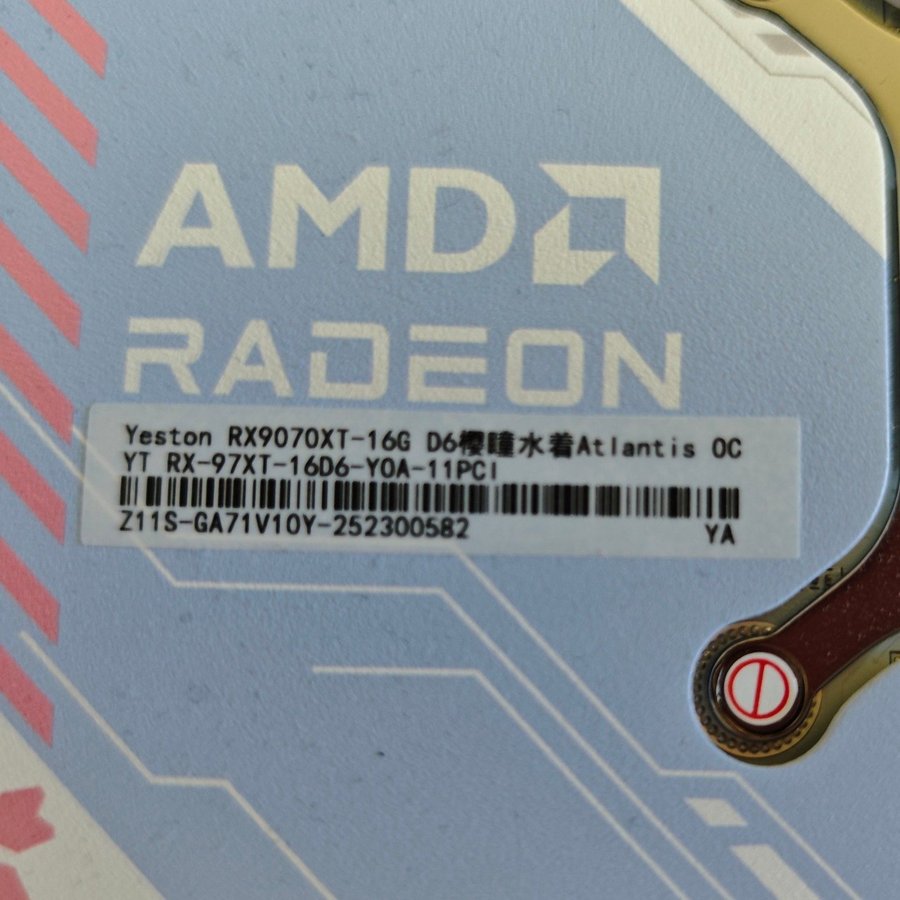 AMD
RADEON
Yeston RX9070XT-16G D6樱瞳水着Atlantis OC
YT RX-97XT-16D6-Y0A-11PCI
Z11S-GA71V10Y-252300582
YA